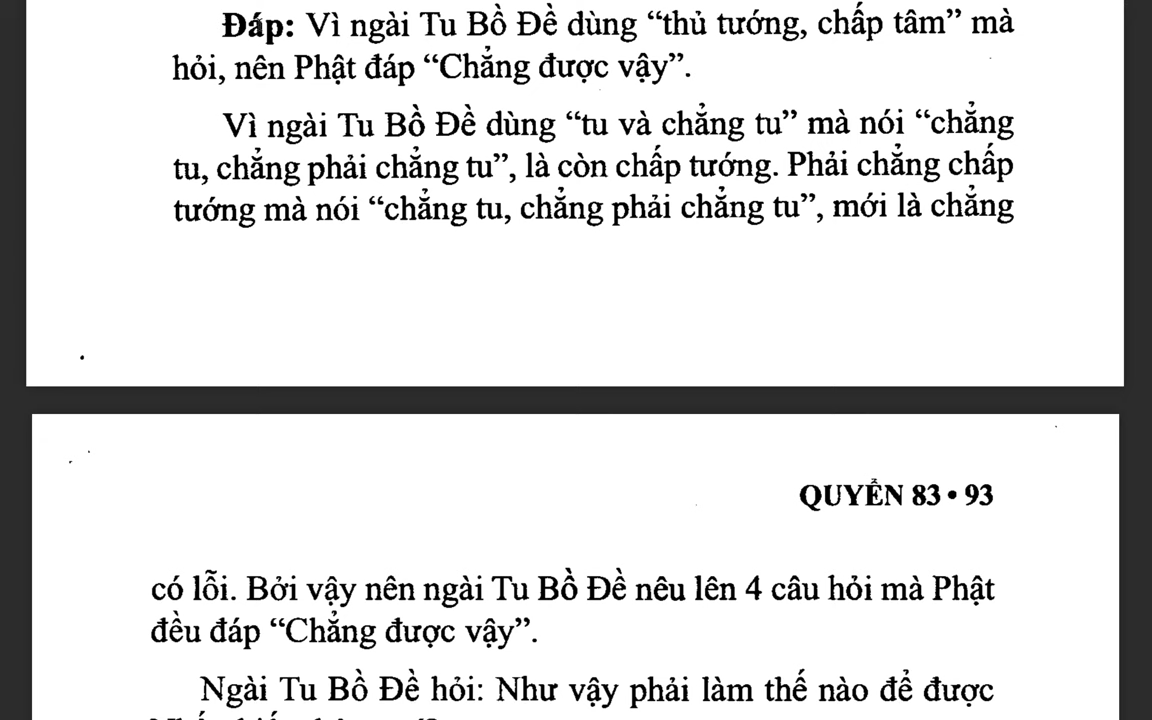 Đáp: Vì ngài Tu Bồ Đề dùng “thủ tướng, chấp tâm” mà
hỏi, nên Phật đáp “Chẳng được vậy”.
Vì ngài Tu Bồ Đề dùng “tu và chẳng tu” mà nói “chẳng
tu, chẳng phải chẳng tu”, là còn chấp tướng. Phải chẳng chấp
tướng mà nói “chẳng tu, chẳng phải chẳng tu”, mới là chẳng
QUYỂN 83 • 93
có lỗi. Bởi vậy nên ngài Tu Bồ Đề nêu lên 4 câu hỏi mà Phật
đều đáp “Chẳng được vậy”.
Ngài Tu Bồ Đề hỏi: Như vậy phải làm thế nào để được